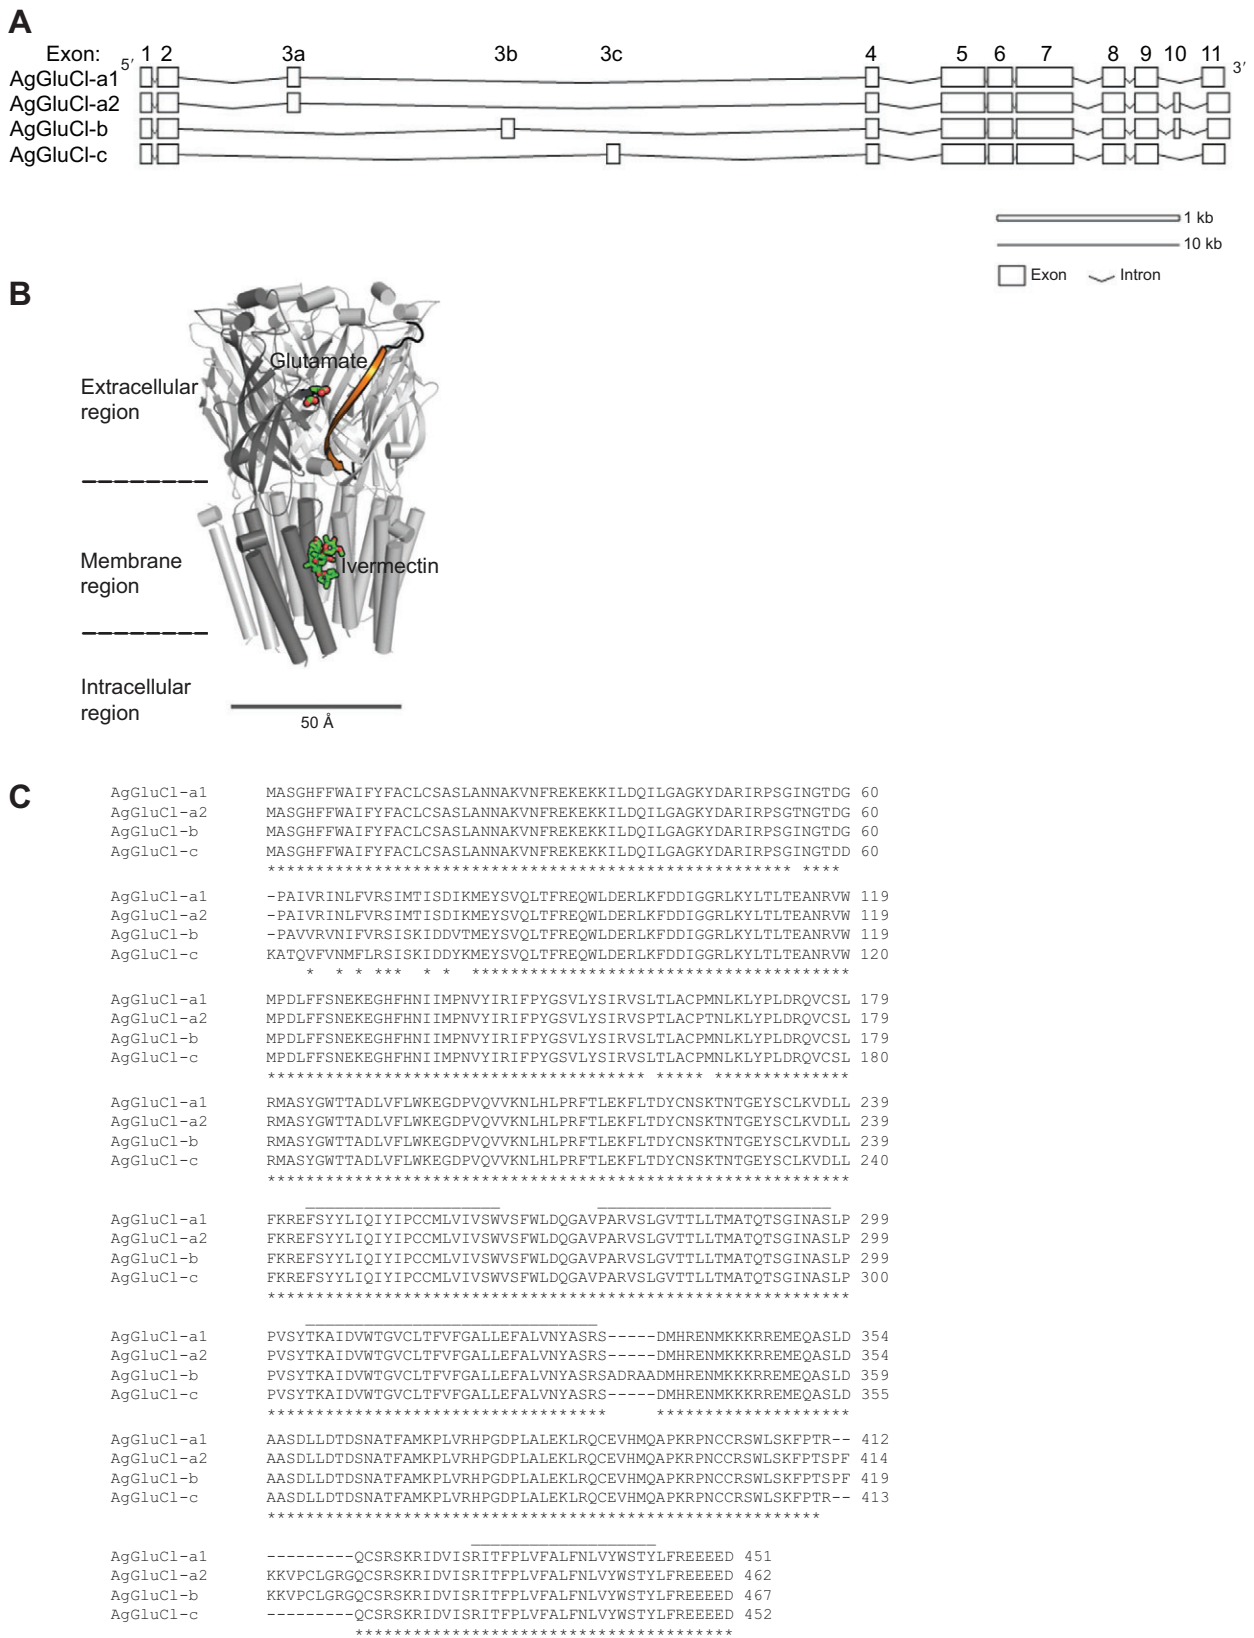 A
Exon: 1 2 3a 3b 3c 4 5 6 7 8 9 10 11
5′ 3′
AgGluCl-a1
AgGluCl-a2
AgGluCl-b
AgGluCl-c
1 kb
10 kb
Exon Intron
B
Glutamate
Extracellular
region
Membrane
region
Ivermectin
Intracellular
region
50 Å
C
AgGluCl-a1 MASGHFFWAIFYFACLCSASLANNAKVNFREKEKKILDQILGAGKYDARIRPSGINGTDG 60
AgGluCl-a2 MASGHFFWAIFYFACLCSASLANNAKVNFREKEKKILDQILGAGKYDARIRPSGTNGTDG 60
AgGluCl-b MASGHFFWAIFYFACLCSASLANNAKVNFREKEKKILDQILGAGKYDARIRPSGINGTDG 60
AgGluCl-c MASGHFFWAIFYFACLCSASLANNAKVNFREKEKKILDQILGAGKYDARIRPSGINGTDD 60
****************************************************** ****
AgGluCl-a1 -PAIVRINLFVRSIMTISDIKMEYSVQLTFREQWLDERLKFDDIGGRLKYLTLTEANRVW 119
AgGluCl-a2 -PAIVRINLFVRSIMTISDIKMEYSVQLTFREQWLDERLKFDDIGGRLKYLTLTEANRVW 119
AgGluCl-b -PAVVRVNIFVRSISKIDDVTMEYSVQLTFREQWLDERLKFDDIGGRLKYLTLTEANRVW 119
AgGluCl-c KATQVFVNMFLRSISKIDDYKMEYSVQLTFREQWLDERLKFDDIGGRLKYLTLTEANRVW 120
* * * *** * * ***************************************
AgGluCl-a1 MPDLFFSNEKEGHFHNIIMPNVYIRIFPYGSVLYSIRVSLTLACPMNLKLYPLDRQVCSL 179
AgGluCl-a2 MPDLFFSNEKEGHFHNIIMPNVYIRIFPYGSVLYSIRVSPTLACPTNLKLYPLDRQVCSL 179
AgGluCl-b MPDLFFSNEKEGHFHNIIMPNVYIRIFPYGSVLYSIRVSLTLACPMNLKLYPLDRQVCSL 179
AgGluCl-c MPDLFFSNEKEGHFHNIIMPNVYIRIFPYGSVLYSIRVSLTLACPMNLKLYPLDRQVCSL 180
*************************************** ***** **************
AgGluCl-a1 RMASYGWTTADLVFLWKEGDPVQVVKNLHLPRFTLEKFLTDYCNSKTNTGEYSCLKVDLL 239
AgGluCl-a2 RMASYGWTTADLVFLWKEGDPVQVVKNLHLPRFTLEKFLTDYCNSKTNTGEYSCLKVDLL 239
AgGluCl-b RMASYGWTTADLVFLWKEGDPVQVVKNLHLPRFTLEKFLTDYCNSKTNTGEYSCLKVDLL 239
AgGluCl-c RMASYGWTTADLVFLWKEGDPVQVVKNLHLPRFTLEKFLTDYCNSKTNTGEYSCLKVDLL 240
************************************************************
AgGluCl-a1 FKREFSYYLIQIYIPCCMLVIVSWVSFWLDQGAVPARVSLGVTTLLTMATQTSGINASLP 299
AgGluCl-a2 FKREFSYYLIQIYIPCCMLVIVSWVSFWLDQGAVPARVSLGVTTLLTMATQTSGINASLP 299
AgGluCl-b FKREFSYYLIQIYIPCCMLVIVSWVSFWLDQGAVPARVSLGVTTLLTMATQTSGINASLP 299
AgGluCl-c FKREFSYYLIQIYIPCCMLVIVSWVSFWLDQGAVPARVSLGVTTLLTMATQTSGINASLP 300
************************************************************
AgGluCl-a1 PVSYTKAIDVWTGVCLTFVFGALLEFALVNYASRS-----DMHRENMKKKRREMEQASLD 354
AgGluCl-a2 PVSYTKAIDVWTGVCLTFVFGALLEFALVNYASRS-----DMHRENMKKKRREMEQASLD 354
AgGluCl-b PVSYTKAIDVWTGVCLTFVFGALLEFALVNYASRSADRAADMHRENMKKKRREMEQASLD 359
AgGluCl-c PVSYTKAIDVWTGVCLTFVFGALLEFALVNYASRS-----DMHRENMKKKRREMEQASLD 355
*********************************** ********************
AgGluCl-a1 AASDLLDTDSNATFAMKPLVRHPGDPLALEKLRQCEVHMQAPKRPNCCRSWLSKFPTR-- 412
AgGluCl-a2 AASDLLDTDSNATFAMKPLVRHPGDPLALEKLRQCEVHMQAPKRPNCCRSWLSKFPTSPF 414
AgGluCl-b AASDLLDTDSNATFAMKPLVRHPGDPLALEKLRQCEVHMQAPKRPNCCRSWLSKFPTSPF 419
AgGluCl-c AASDLLDTDSNATFAMKPLVRHPGDPLALEKLRQCEVHMQAPKRPNCCRSWLSKFPTR-- 413
*********************************************************
AgGluCl-a1 ---------QCSRSKRIDVISRITFPLVFALFNLVYWSTYLFREEEED 451
AgGluCl-a2 KKVPCLGRGQCSRSKRIDVISRITFPLVFALFNLVYWSTYLFREEEED 462
AgGluCl-b KKVPCLGRGQCSRSKRIDVISRITFPLVFALFNLVYWSTYLFREEEED 467
AgGluCl-c ---------QCSRSKRIDVISRITFPLVFALFNLVYWSTYLFREEEED 452
***************************************